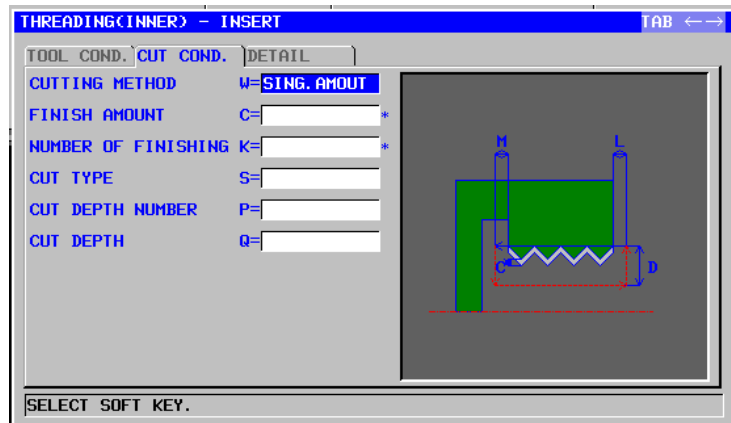 THREADING(INNER) - INSERT TAB ←→
TOOL COND. CUT COND. DETAIL
CUTTING METHOD W=SING.AMOUT
FINISH AMOUNT C= *
NUMBER OF FINISHING K= *
CUT TYPE S=
CUT DEPTH NUMBER P=
CUT DEPTH Q=
M L
C D
SELECT SOFT KEY.